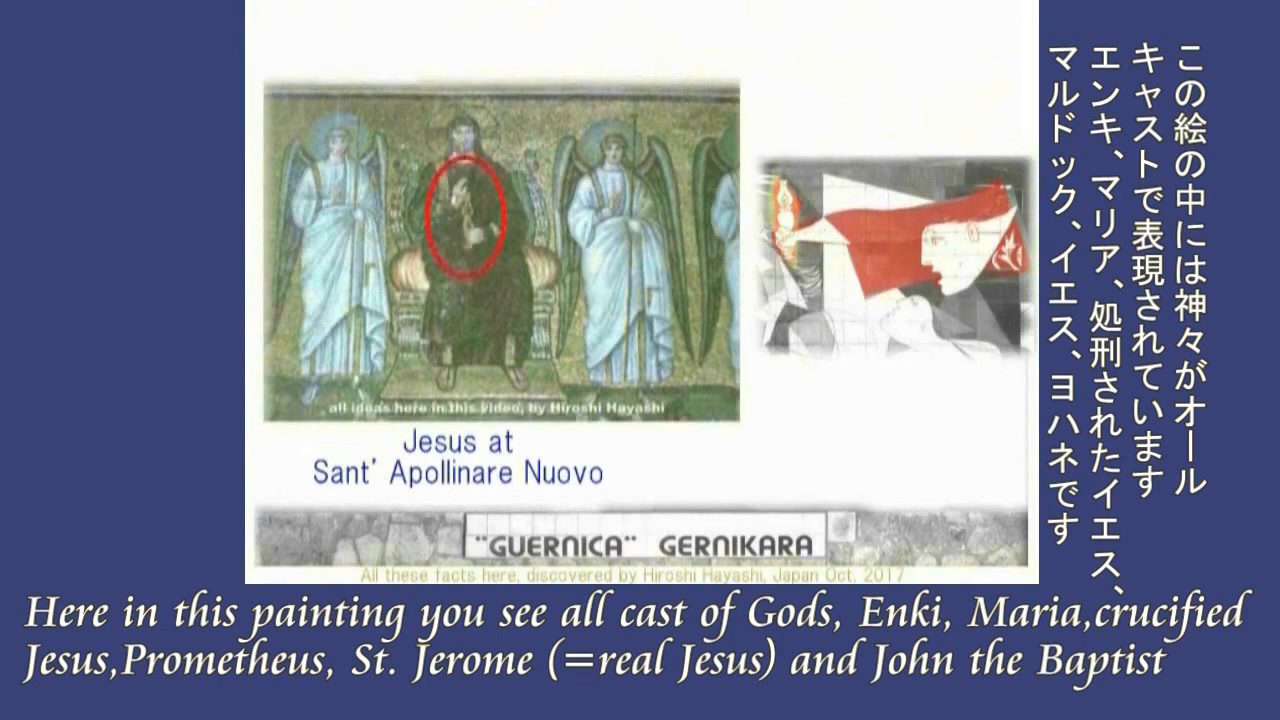 この絵の中には神々がオール
キャストで表現されています
エンキ、マリア、処刑されたイエス、
マルドック、イエス、ヨハネです
all ideas here in this video, by Hiroshi Hayashi
Jesus at
Sant' Apollinare Nuovo
"GUERNICA" GERNIKARA
All these facts here, discovered by Hiroshi Hayashi, Japan Oct. 2017
Here in this painting you see all cast of Gods, Enki, Maria,crucified
Jesus,Prometheus, St. Jerome (=real Jesus) and John the Baptist